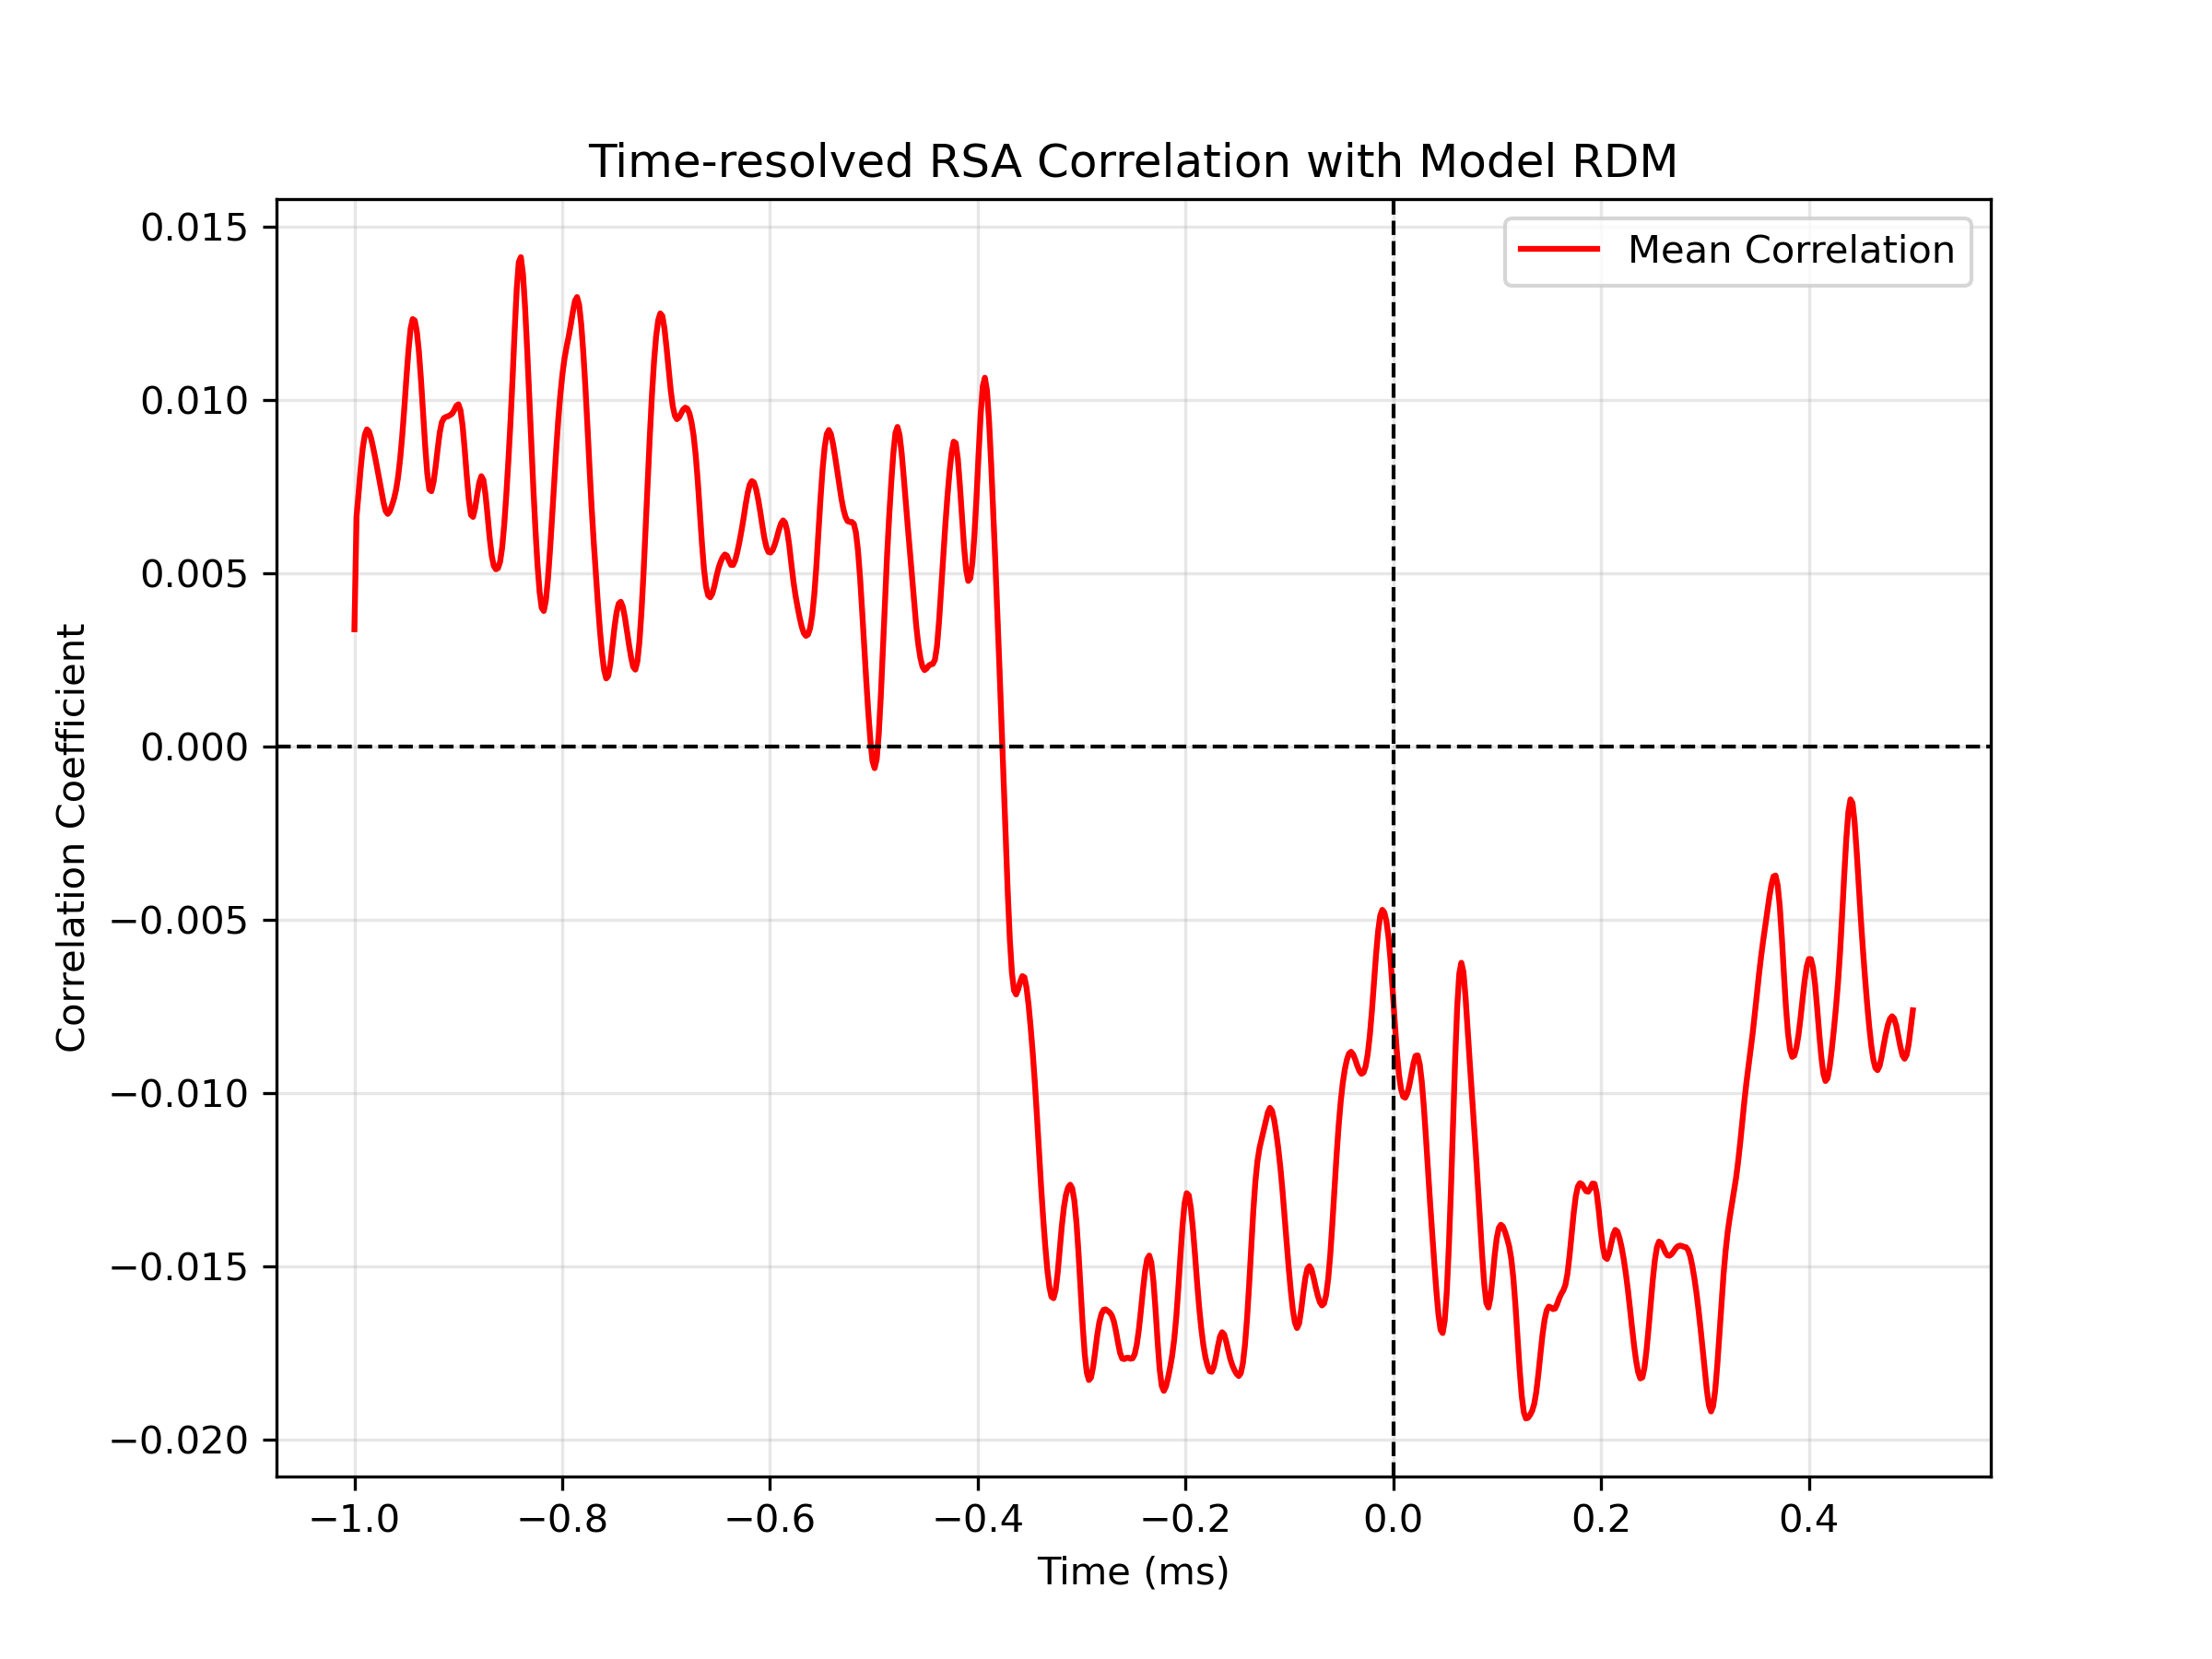 Time-resolved RSA Correlation with Model RDM
Mean Correlation
Correlation Coefficient
0.015
0.010
0.005
0.000
−0.005
−0.010
−0.015
−0.020
−1.0 −0.8 −0.6 −0.4 −0.2 0.0 0.2 0.4
Time (ms)